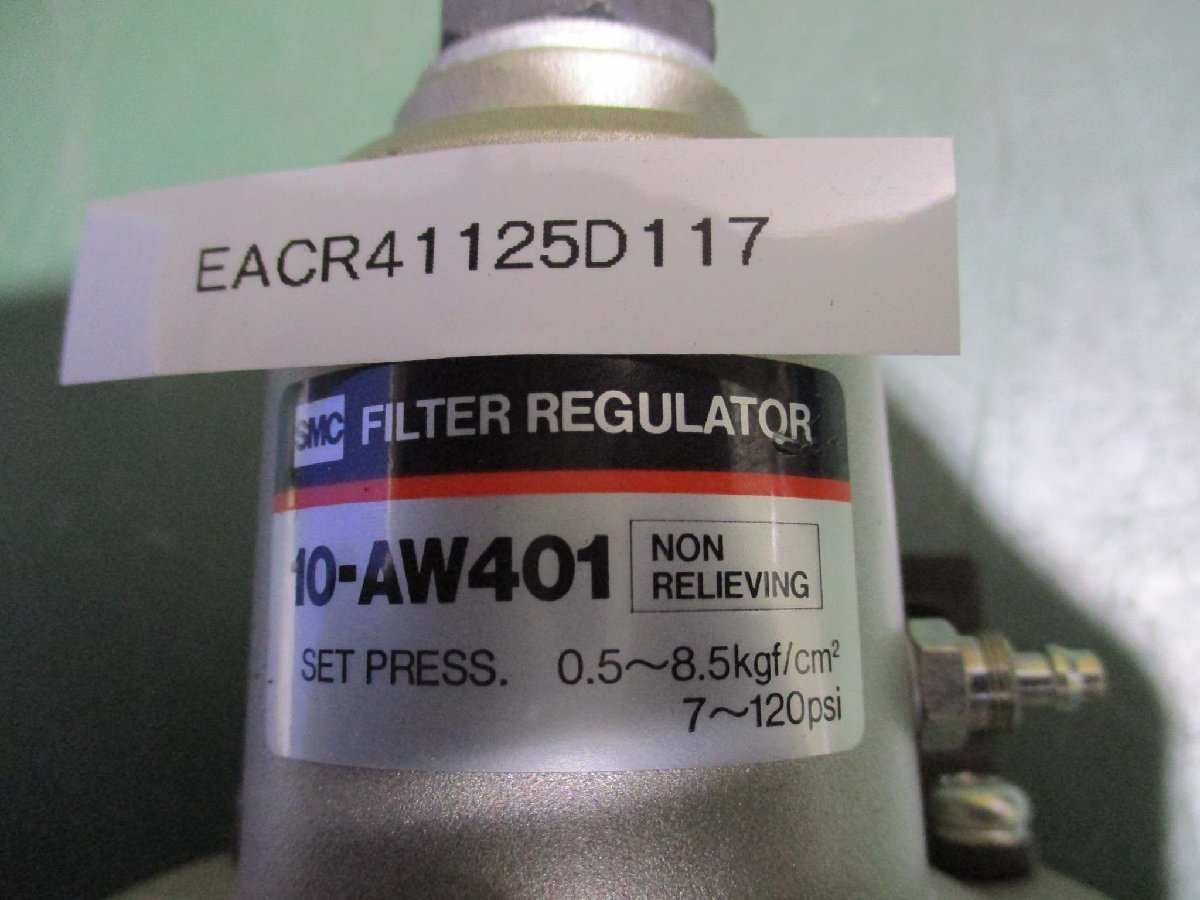 EACR41125D117
SMC FILTER REGULATOR
10-AW401 NON RELIEVING
SET PRESS. 0.5~8.5kgf/cm²
7~120psi